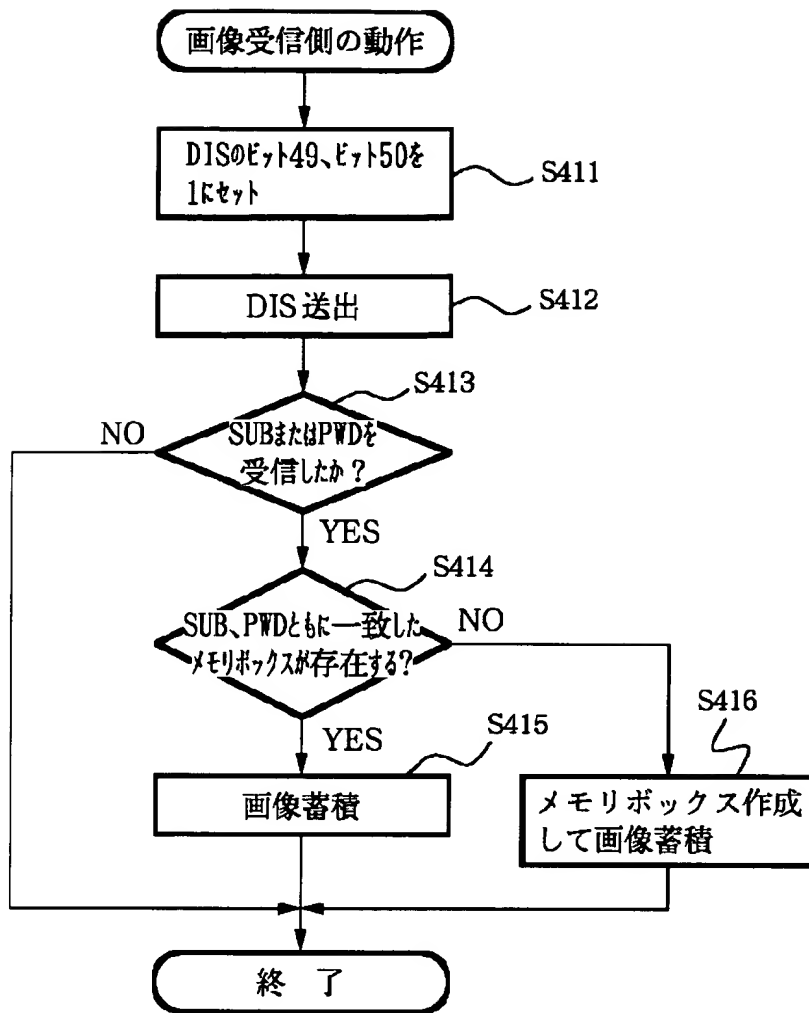 画像受信側の動作
DISのビット49、ビット50を
1にセット
S411
DIS送出
S412
S413
NO
SUBまたはPWDを
受信したか？
YES
S414
SUB、PWDともに一致した
メモリボックスが存在する？
NO
YES
S415
S416
画像蓄積
メモリボックス作成
して画像蓄積
終 了